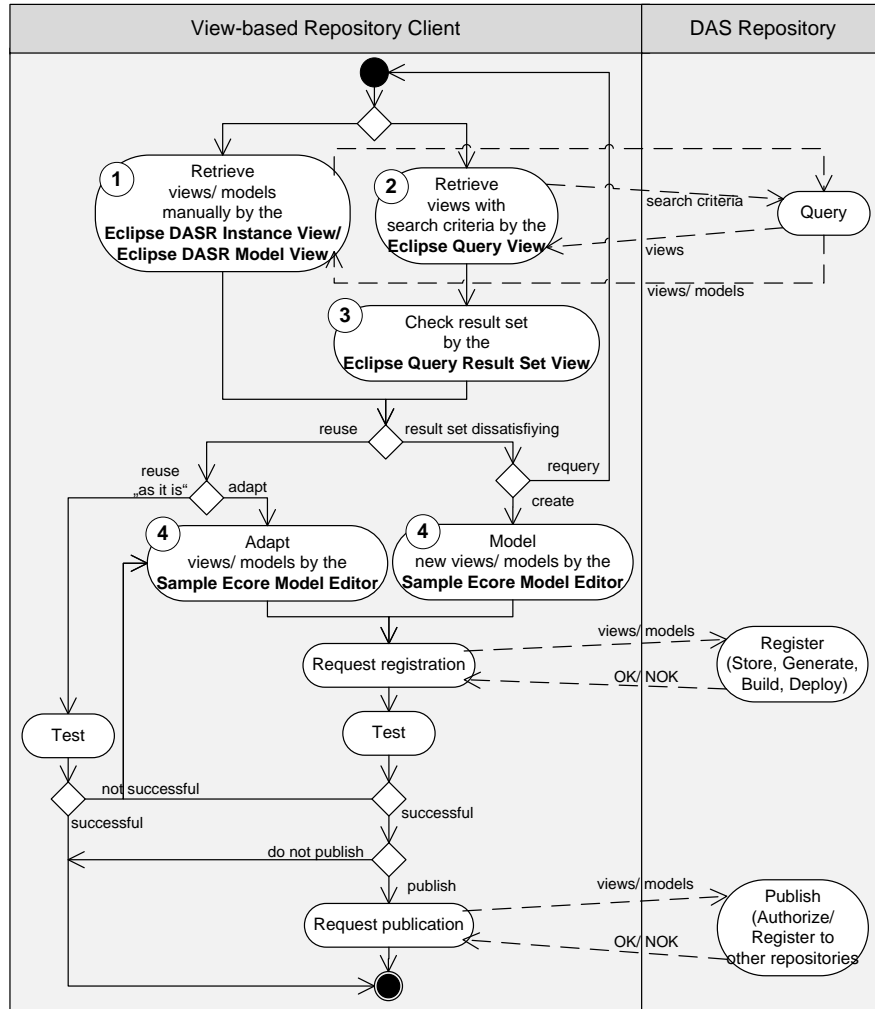 View-based Repository Client
DAS Repository
1
Retrieve
views/ models
manually by the
Eclipse DASR Instance View/
Eclipse DASR Model View
2
Retrieve
views with
search criteria by the
Eclipse Query View
search criteria
Query
views
views/ models
3
Check result set
by the
Eclipse Query Result Set View
reuse
result set dissatisfiying
requery
reuse
„as it is“
adapt
create
4
Adapt
views/ models by the
Sample Ecore Model Editor
4
Model
new views/ models by the
Sample Ecore Model Editor
Request registration
views/ models
OK/ NOK
Register
(Store, Generate,
Build, Deploy)
Test
Test
not successful
successful
successful
do not publish
publish
Request publication
views/ models
OK/ NOK
Publish
(Authorize/
Register to
other repositories